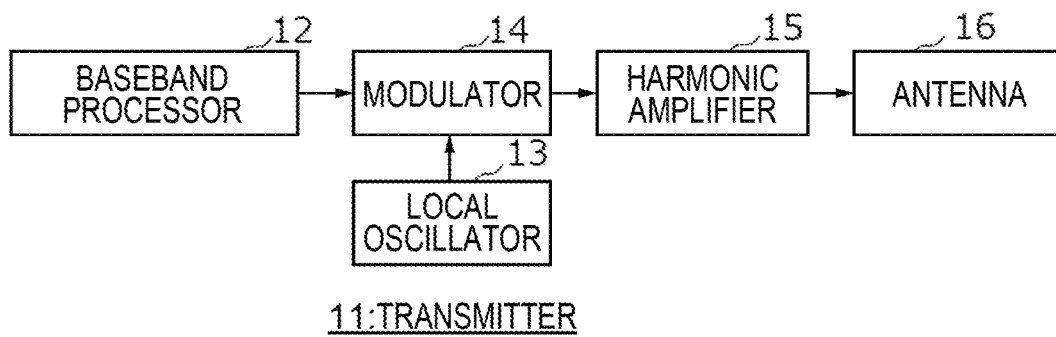 12
14
15
16
BASEBAND
PROCESSOR
MODULATOR
HARMONIC
AMPLIFIER
ANTENNA
13
LOCAL
OSCILLATOR
11:TRANSMITTER